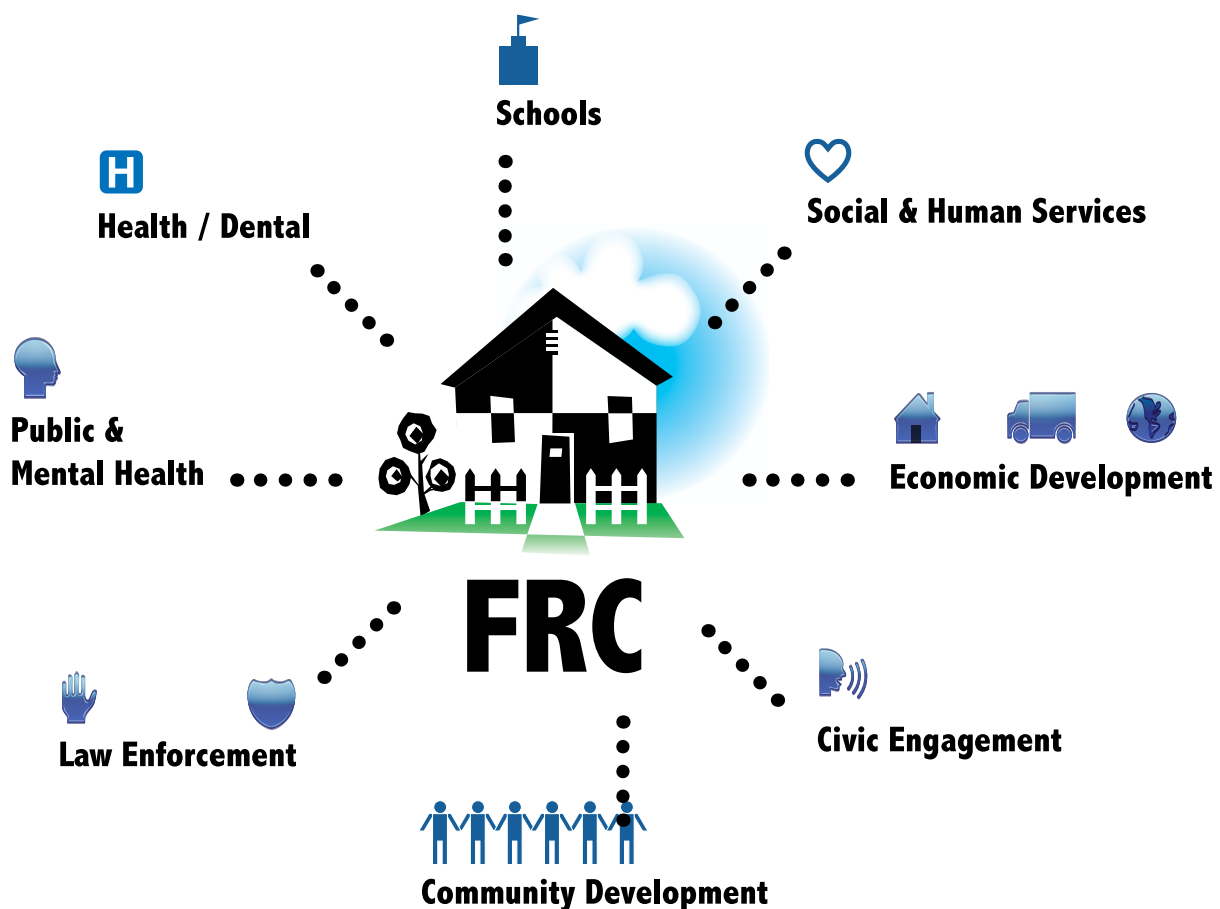 Schools
H
Health / Dental
Social & Human Services
Public &
Mental Health
Economic Development
FRC
Law Enforcement
Civic Engagement
Community Development